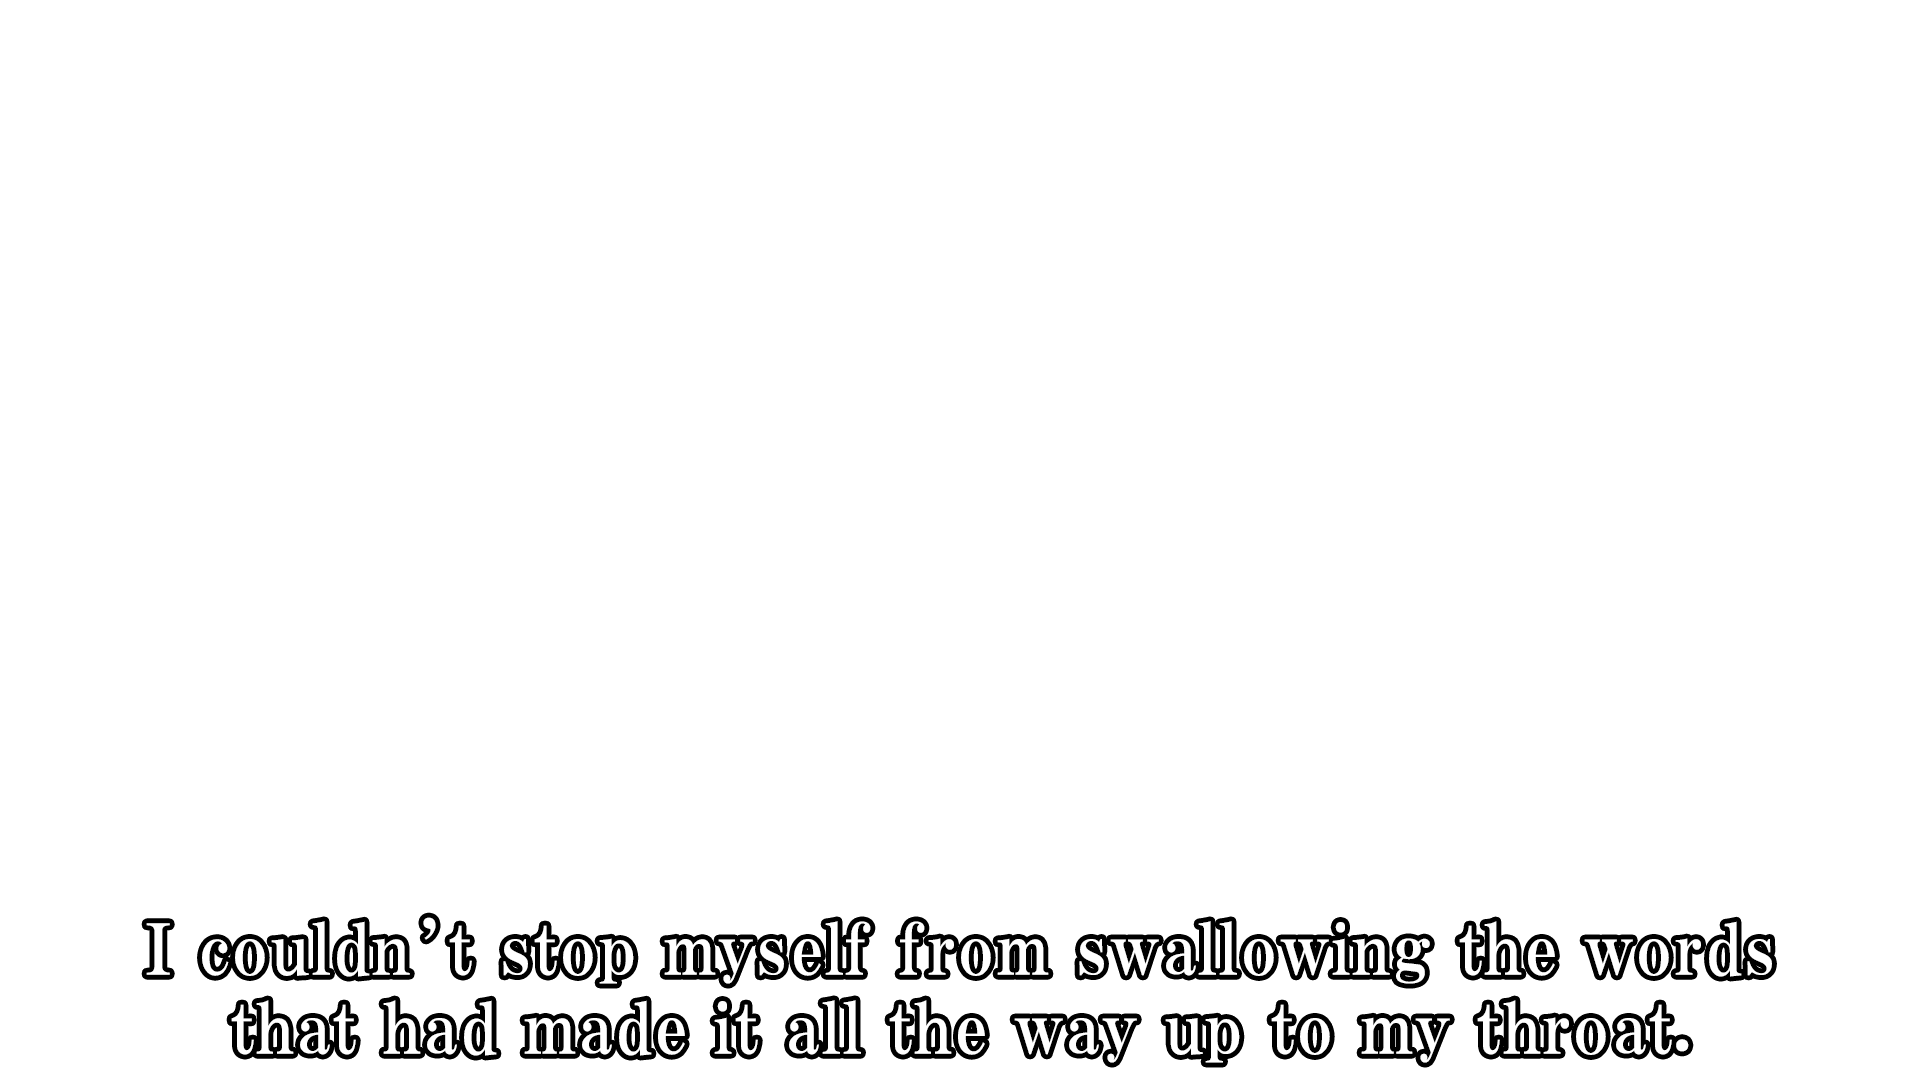 I couldn’t stop myself from swallowing the words
that had made it all the way up to my throat.